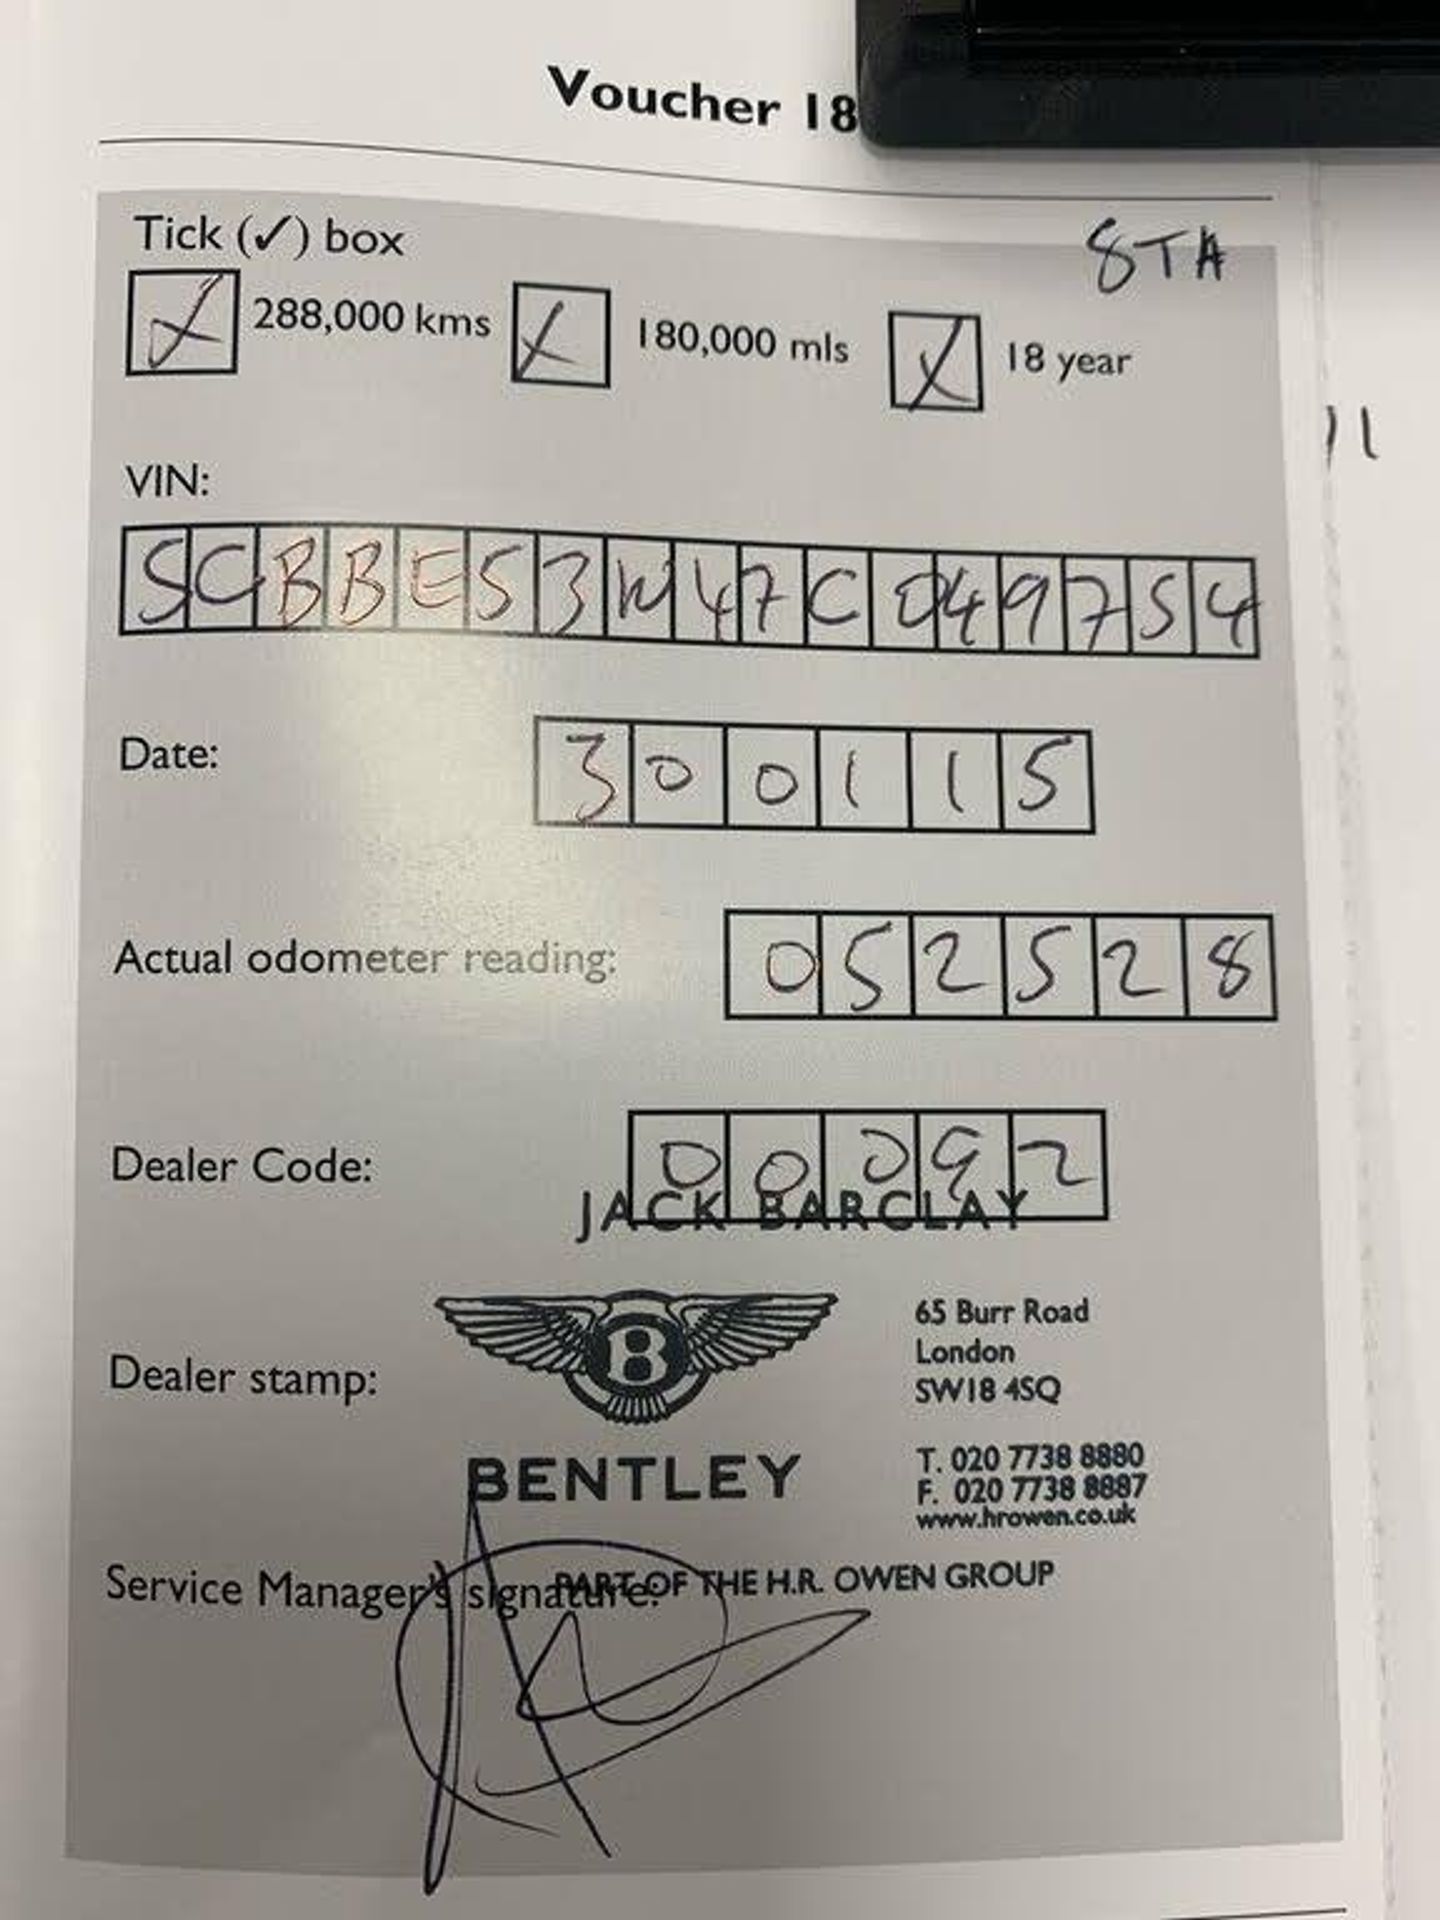 Voucher 18
Tick (✓) box
8TA
288,000 kms
180,000 mls
18 year
11
VIN:
SCBBE53W47C049754
Date:
300115
Actual odometer reading:
052528
Dealer Code:
00092
JACK BARCLAY
Dealer stamp:
B
BENTLEY
65 Burr Road
London
SW18 4SQ
T. 020 7738 8880
F. 020 7738 8887
www.hrowen.co.uk
Service Manager's signature:
PART OF THE H.R. OWEN GROUP